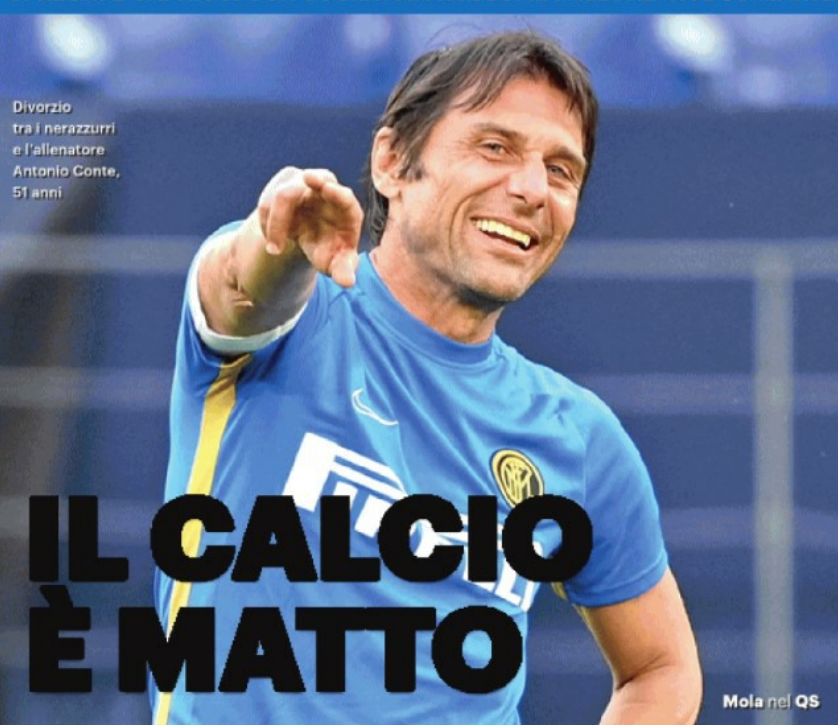 Divorzio
tra i nerazzurri
e l'allenatore
Antonio Conte,
51 anni
IL CALCIO
È MATTO
Mola nel QS